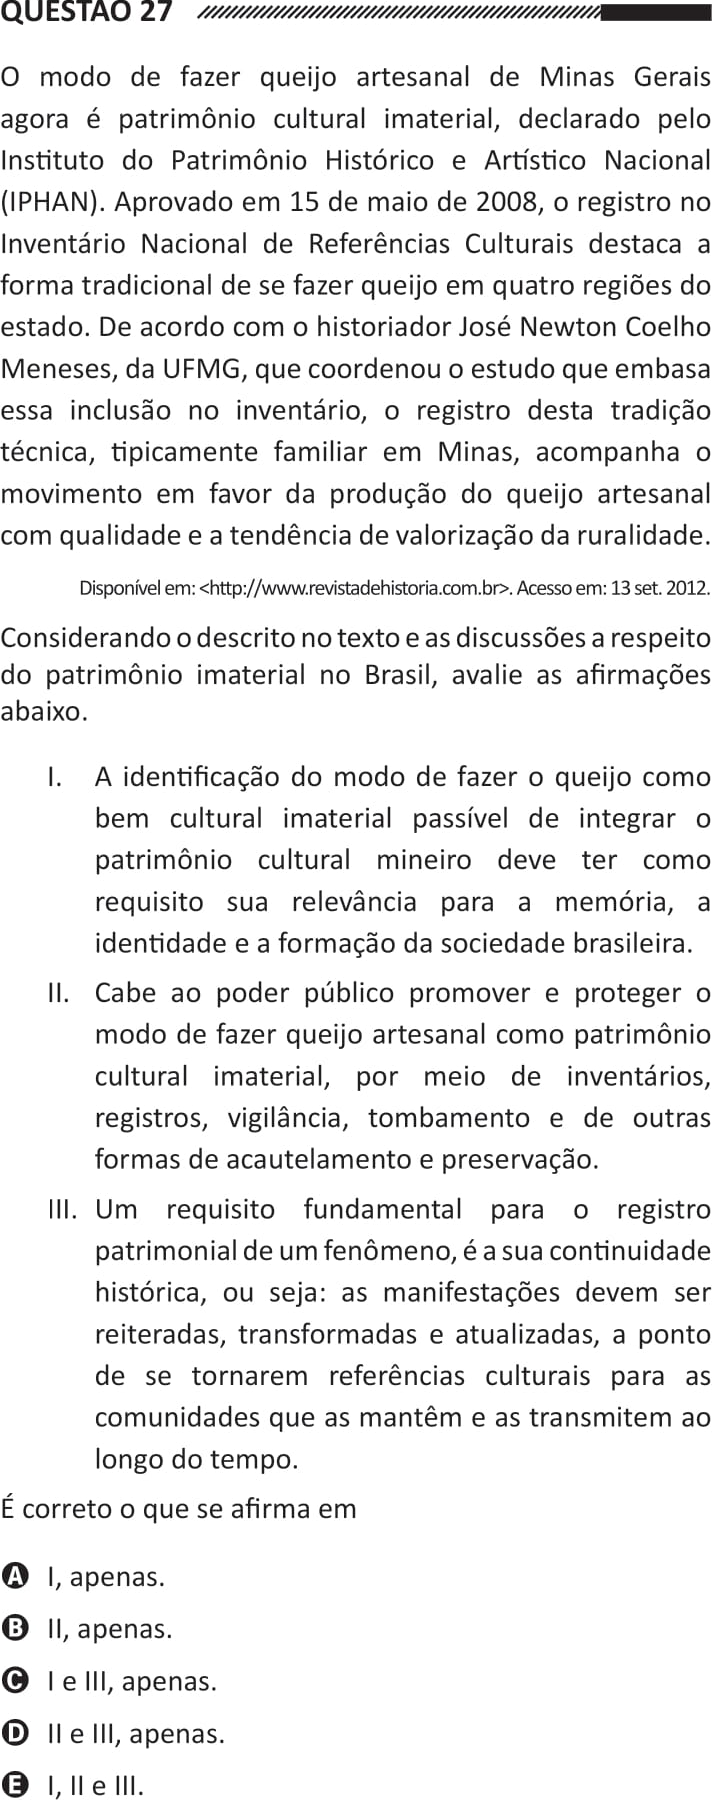 QUESTÃO 27
O modo de fazer queijo artesanal de Minas Gerais
agora é patrimônio cultural imaterial, declarado pelo
Instituto do Patrimônio Histórico e Artístico Nacional
(IPHAN). Aprovado em 15 de maio de 2008, o registro no
Inventário Nacional de Referências Culturais destaca a
forma tradicional de se fazer queijo em quatro regiões do
estado. De acordo com o historiador José Newton Coelho
Meneses, da UFMG, que coordenou o estudo que embasa
essa inclusão no inventário, o registro desta tradição
técnica, tipicamente familiar em Minas, acompanha o
movimento em favor da produção do queijo artesanal
com qualidade e a tendência de valorização da ruralidade.
Disponível em: <http://www.revistadehistoria.com.br>. Acesso em: 13 set. 2012.
Considerando o descrito no texto e as discussões a respeito
do patrimônio imaterial no Brasil, avalie as afirmações
abaixo.
I. A identificação do modo de fazer o queijo como
bem cultural imaterial passível de integrar o
patrimônio cultural mineiro deve ter como
requisito sua relevância para a memória, a
identidade e a formação da sociedade brasileira.
II. Cabe ao poder público promover e proteger o
modo de fazer queijo artesanal como patrimônio
cultural imaterial, por meio de inventários,
registros, vigilância, tombamento e de outras
formas de acautelamento e preservação.
III. Um requisito fundamental para o registro
patrimonial de um fenômeno, é a sua continuidade
histórica, ou seja: as manifestações devem ser
reiteradas, transformadas e atualizadas, a ponto
de se tornarem referências culturais para as
comunidades que as mantêm e as transmitem ao
longo do tempo.
É correto o que se afirma em
A I, apenas.
B II, apenas.
C I e III, apenas.
D II e III, apenas.
E I, II e III.